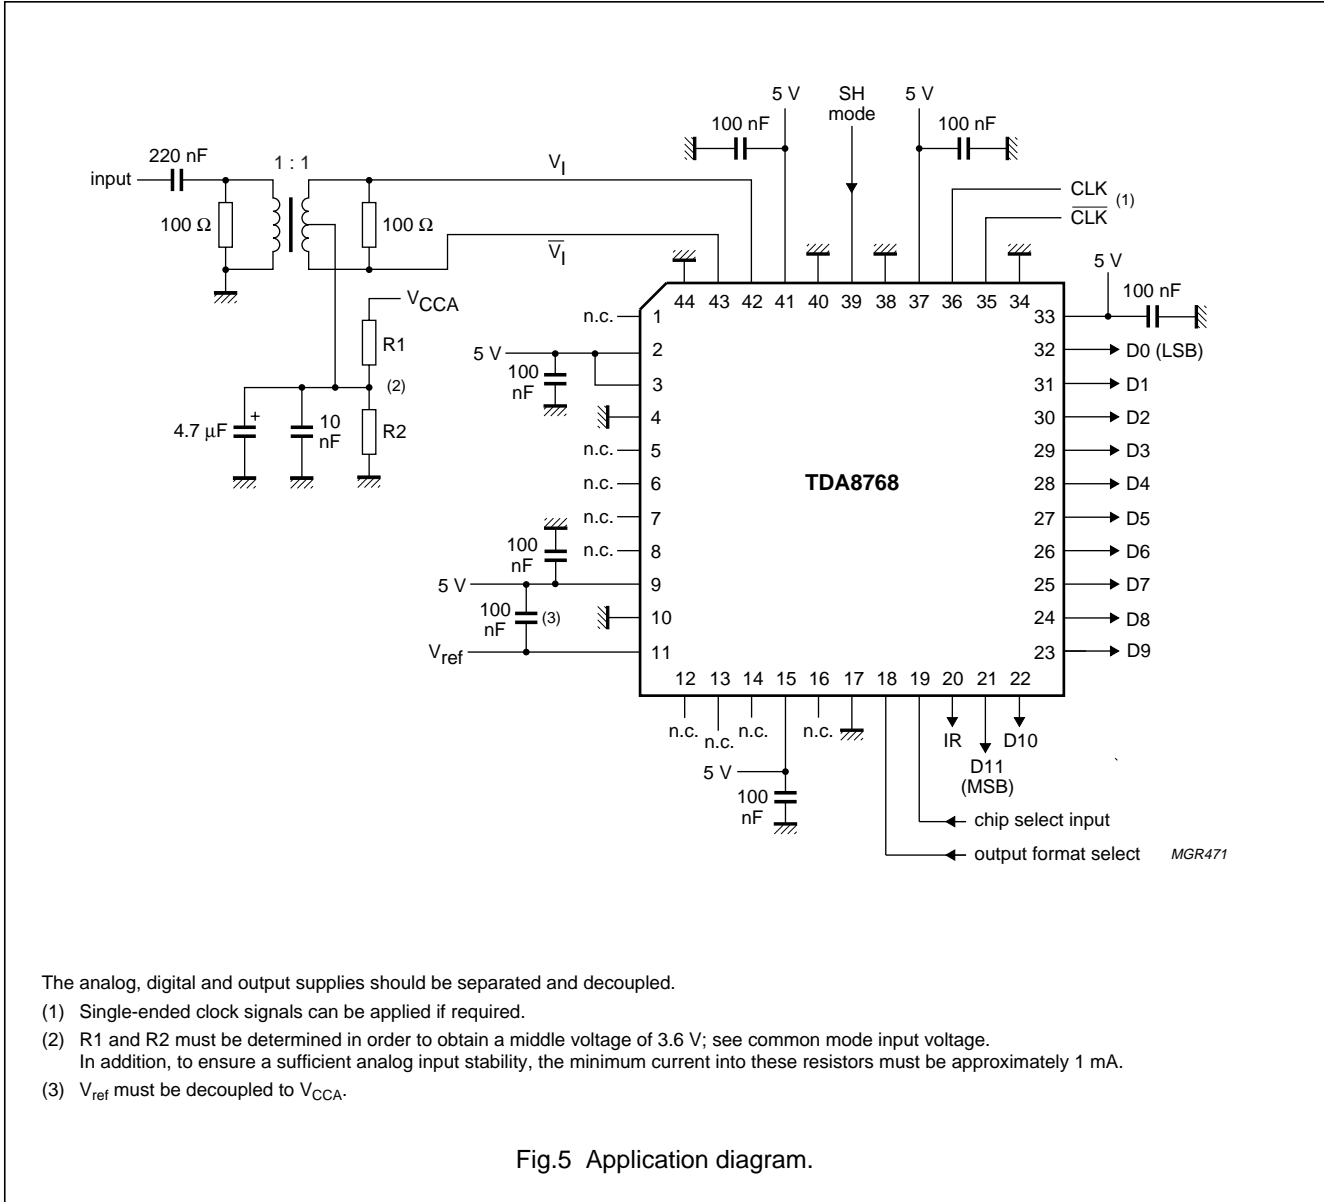 5 V
SH
mode
5 V
100 nF
100 nF
220 nF
1 : 1
V_I
input
CLK
(1)
CLK̅
100 Ω
100 Ω
V̅_I
5 V
44 43 42 41 40 39 38 37 36 35 34
100 nF
V_CCA
n.c. 1
33
R1
5 V 2
32 D0 (LSB)
100
nF
3
31 D1
(2)
4.7 μF
+
10
nF
R2
4
30 D2
n.c. 5
29 D3
n.c. 6
TDA8768
28 D4
n.c. 7
27 D5
100
nF
n.c. 8
26 D6
5 V 9
25 D7
100
nF
(3)
10
24 D8
V_ref 11
23 D9
12 13 14 15 16 17 18 19 20 21 22
n.c. n.c. n.c. n.c.
IR D10
D11
(MSB)
5 V
100
nF
chip select input
output format select MGR471
The analog, digital and output supplies should be separated and decoupled.
(1) Single-ended clock signals can be applied if required.
(2) R1 and R2 must be determined in order to obtain a middle voltage of 3.6 V; see common mode input voltage.
In addition, to ensure a sufficient analog input stability, the minimum current into these resistors must be approximately 1 mA.
(3) V_ref must be decoupled to V_CCA.
Fig.5 Application diagram.